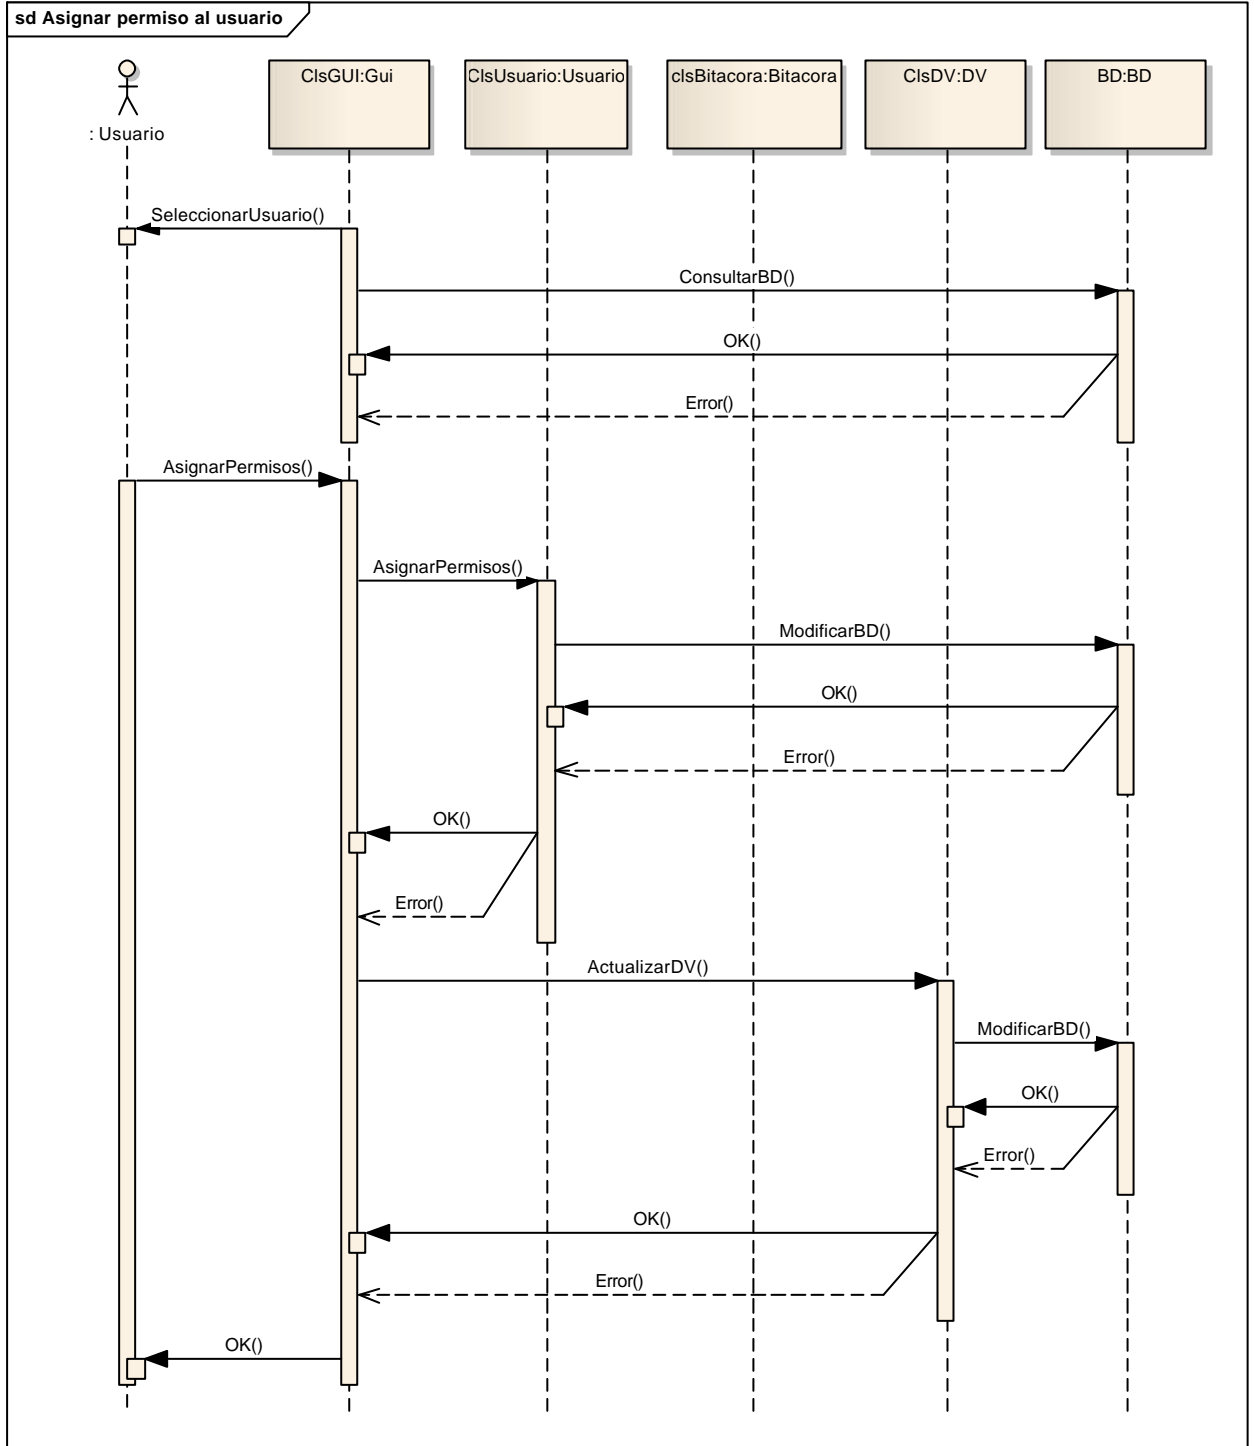 sd Asignar permiso al usuario
: Usuario
ClsGUI:Gui
ClsUsuario:Usuario
clsBitacora:Bitacora
ClsDV:DV
BD:BD
SeleccionarUsuario()
ConsultarBD()
OK()
Error()
AsignarPermisos()
AsignarPermisos()
ModificarBD()
OK()
Error()
OK()
Error()
ActualizarDV()
ModificarBD()
OK()
Error()
OK()
Error()
OK()